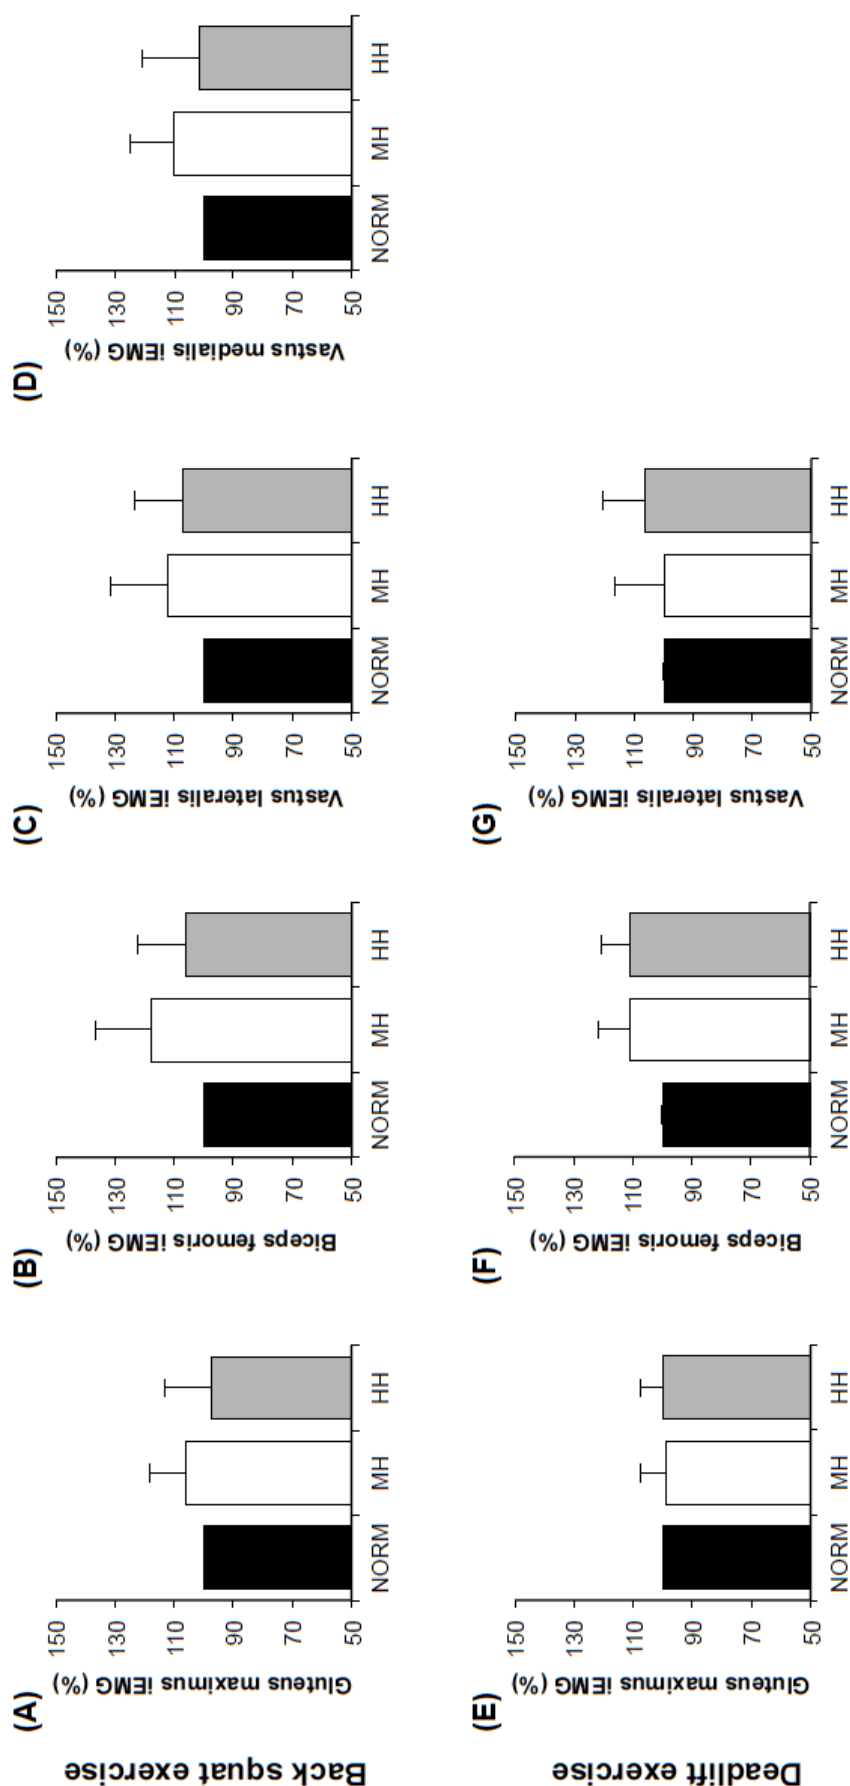 Back squat exercise
(A)
Gluteus maximus iEMG (%)
150
130
110
90
70
50
NORM
MH
HH
(B)
Biceps femoris iEMG (%)
150
130
110
90
70
50
NORM
MH
HH
(C)
Vastus lateralis iEMG (%)
150
130
110
90
70
50
NORM
MH
HH
(D)
Vastus medialis iEMG (%)
150
130
110
90
70
50
NORM
MH
HH
Deadlift exercise
(E)
Gluteus maximus iEMG (%)
150
130
110
90
70
50
NORM
MH
HH
(F)
Biceps femoris iEMG (%)
150
130
110
90
70
50
NORM
MH
HH
(G)
Vastus lateralis iEMG (%)
150
130
110
90
70
50
NORM
MH
HH